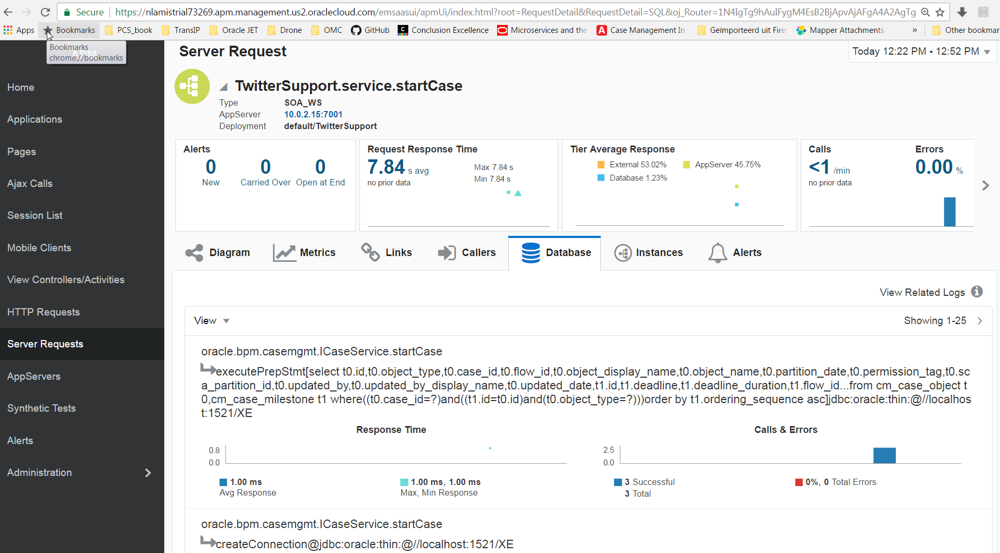 Secure https://nlamistrial73269.apm.management.us2.oraclecloud.com/emsaasui/apmUi/index.html?root=RequestDetail&RequestDetail=SQL&oj_Router=1N4IgTg9hAuIFygM4EsB2BjApvAjAFgA4A2AgTg
Apps Bookmarks PCS_book TransIP Oracle JET Drone OMC GitHub Conclusion Excellence Microservices and the Case Management In- Geïmporteerd uit Firef Mapper Attachments » Other bookmar
Bookmarks
chrome://bookmarks
APM
Home
Applications
Pages
Ajax Calls
Session List
Mobile Clients
View Controllers/Activities
HTTP Requests
Server Requests
AppServers
Synthetic Tests
Alerts
Administration
Server Request
Today 12:22 PM - 12:52 PM
TwitterSupport.service.startCase
Type SOA_WS
AppServer 10.0.2.15:7001
Deployment default/TwitterSupport
Alerts
0 0 0
New Carried Over Open at End
Request Response Time
7.84 s avg
no prior data
Max 7.84 s
Min 7.84 s
Tier Average Response
External 53.02% AppServer 45.75%
Database 1.23%
Calls Errors
<1 /min 0.00 %
no prior data
Diagram Metrics Links Callers Database Instances Alerts
View Related Logs
View Showing 1-25
oracle.bpm.casemgmt.ICaseService.startCase
executePrepStmt[select t0.id,t0.object_type,t0.case_id,t0.flow_id,t0.object_display_name,t0.object_name,t0.partition_date,t0.permission_tag,t0.sc
a_partition_id,t0.updated_by,t0.updated_by_display_name,t0.updated_date,t1.id,t1.deadline,t1.deadline_duration,t1.flow_id...from cm_case_object t
0,cm_case_milestone t1 where((t0.case_id=?)and((t1.id=t0.id)and(t0.object_type=?)))order by t1.ordering_sequence asc]jdbc:oracle:thin:@//localhos
t:1521/XE
Response Time Calls & Errors
0.8
0.0
2.5
0.0
1.00 ms
Avg Response
1.00 ms, 1.00 ms
Max, Min Response
3 Successful
3 Total
0%, 0 Total Errors
oracle.bpm.casemgmt.ICaseService.startCase
createConnection@jdbc:oracle:thin:@//localhost:1521/XE